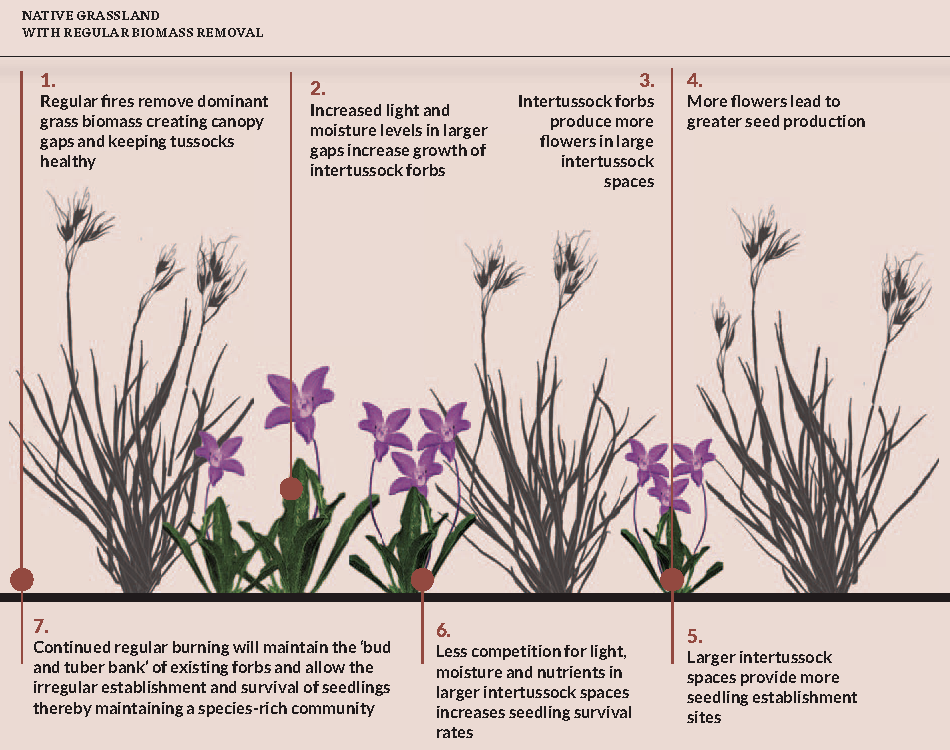 NATIVE GRASSLAND
WITH REGULAR BIOMASS REMOVAL
1.
Regular fires remove dominant
grass biomass creating canopy
gaps and keeping tussocks
healthy
2.
Increased light and
moisture levels in larger
gaps increase growth of
intertussock forbs
3.
Intertussock forbs
produce more
flowers in large
intertussock
spaces
4.
More flowers lead to
greater seed production
7.
Continued regular burning will maintain the ‘bud
and tuber bank’ of existing forbs and allow the
irregular establishment and survival of seedlings
thereby maintaining a species-rich community
6.
Less competition for light,
moisture and nutrients in
larger intertussock spaces
increases seedling survival
rates
5.
Larger intertussock
spaces provide more
seedling establishment
sites